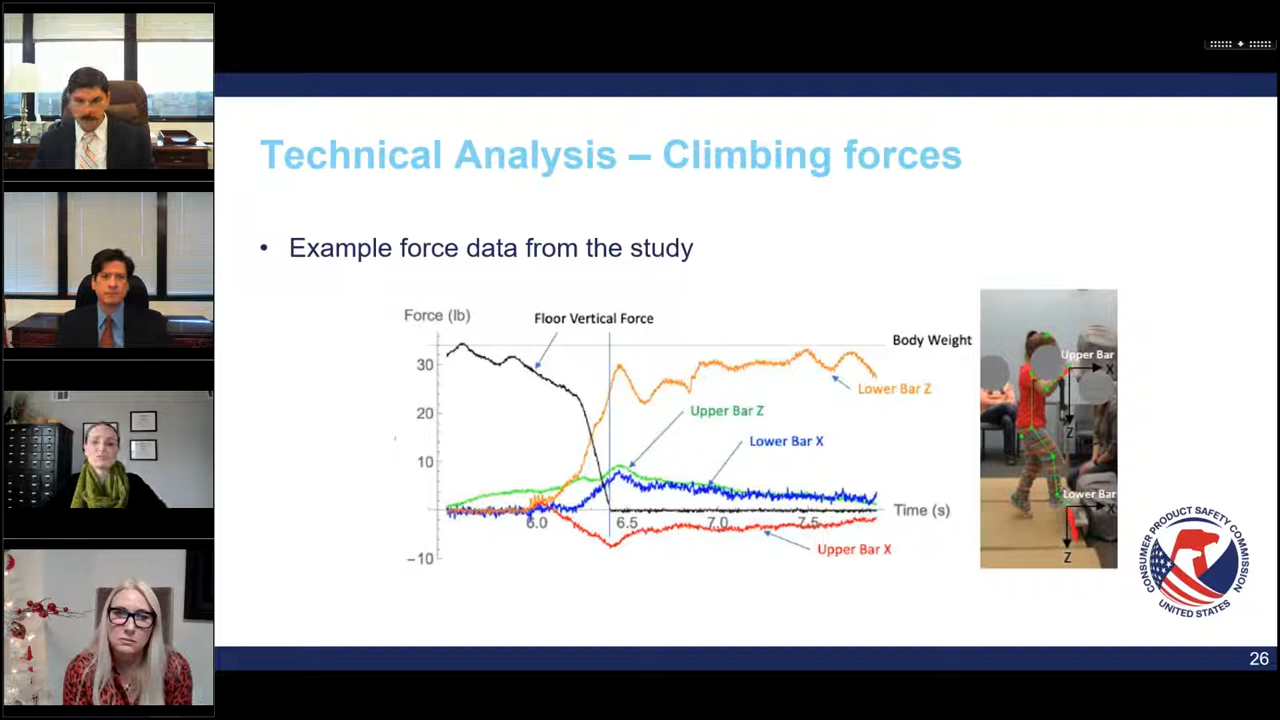 Technical Analysis – Climbing forces
• Example force data from the study
Force (lb)
Floor Vertical Force
Body Weight
30
Lower Bar Z
20
Upper Bar Z
Lower Bar X
10
Time (s)
6.0
6.5
7.0
7.5
Upper Bar X
−10
Upper Bar
X
Z
Lower Bar
X
Z
CONSUMER PRODUCT SAFETY COMMISSION
UNITED STATES
26